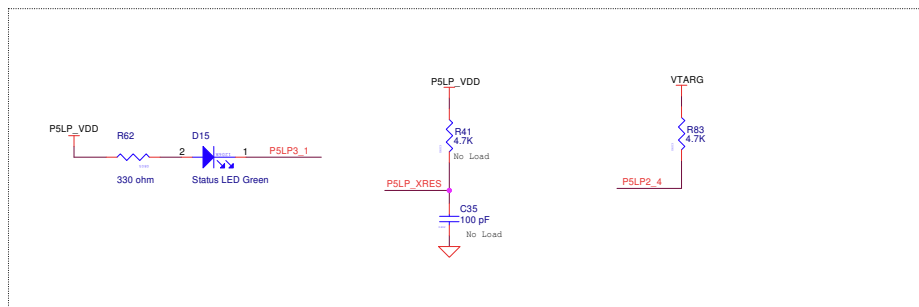 P5LP_VDD
R62
330 ohm
2
D15
1
Status LED Green
P5LP3_1
P5LP_VDD
R41
4.7K
No Load
P5LP_XRES
C35
100 pF
No Load
VTARG
R83
4.7K
P5LP2_4